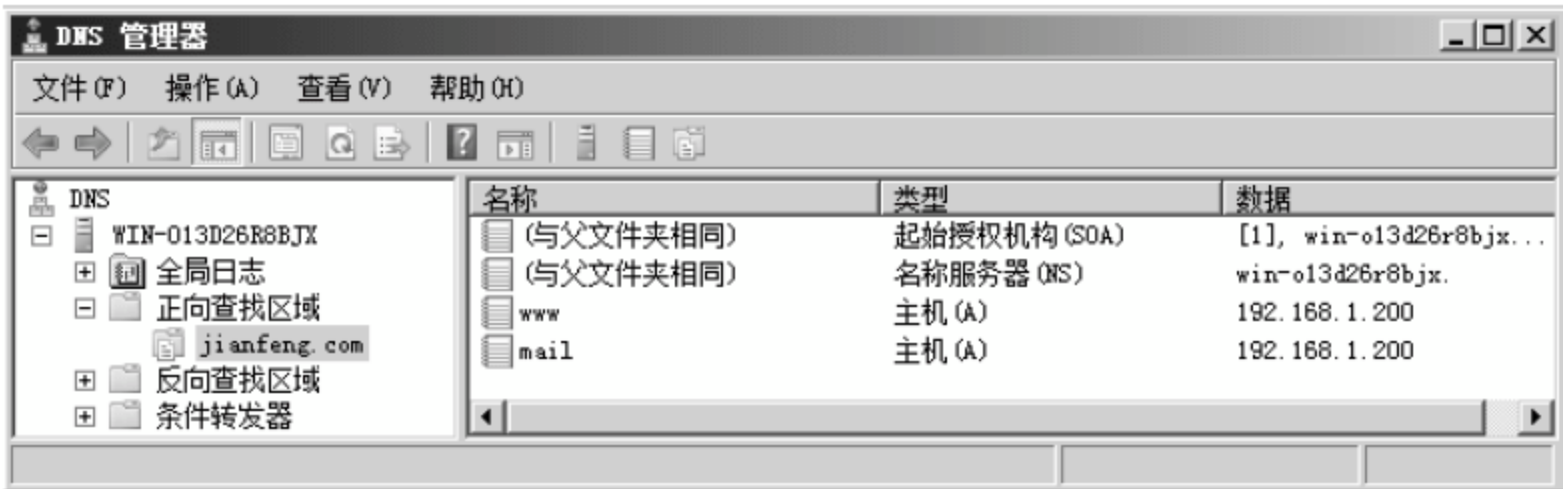 DNS 管理器
文件(F) 操作(A) 查看(V) 帮助(H)
DNS
WIN-O13D26R8BJX
全局日志
正向查找区域
jianfeng.com
反向查找区域
条件转发器
名称 类型 数据
(与父文件夹相同) 起始授权机构(SOA) [1], win-o13d26r8bjx...
(与父文件夹相同) 名称服务器(NS) win-o13d26r8bjx.
www 主机(A) 192.168.1.200
mail 主机(A) 192.168.1.200